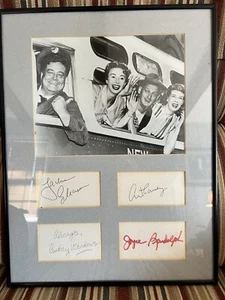 NEW
Jackie
Gleason
Art Carney
Always,
Audrey Meadows
Joyce Randolph